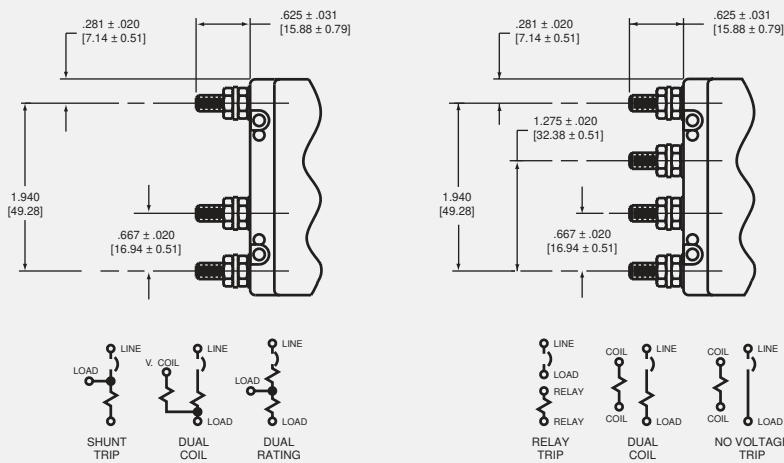 .281 ± .020
[7.14 ± 0.51]
.625 ± .031
[15.88 ± 0.79]
1.940
[49.28]
.667 ± .020
[16.94 ± 0.51]
.281 ± .020
[7.14 ± 0.51]
.625 ± .031
[15.88 ± 0.79]
1.275 ± .020
[32.38 ± 0.51]
1.940
[49.28]
.667 ± .020
[16.94 ± 0.51]
LINE
LOAD
SHUNT
TRIP
V. COIL
LINE
LOAD
DUAL
COIL
LINE
LOAD
LOAD
DUAL
RATING
LINE
LOAD
RELAY
RELAY
RELAY
TRIP
COIL
LINE
COIL
LOAD
DUAL
COIL
COIL
LINE
COIL
LOAD
NO VOLTAGE
TRIP